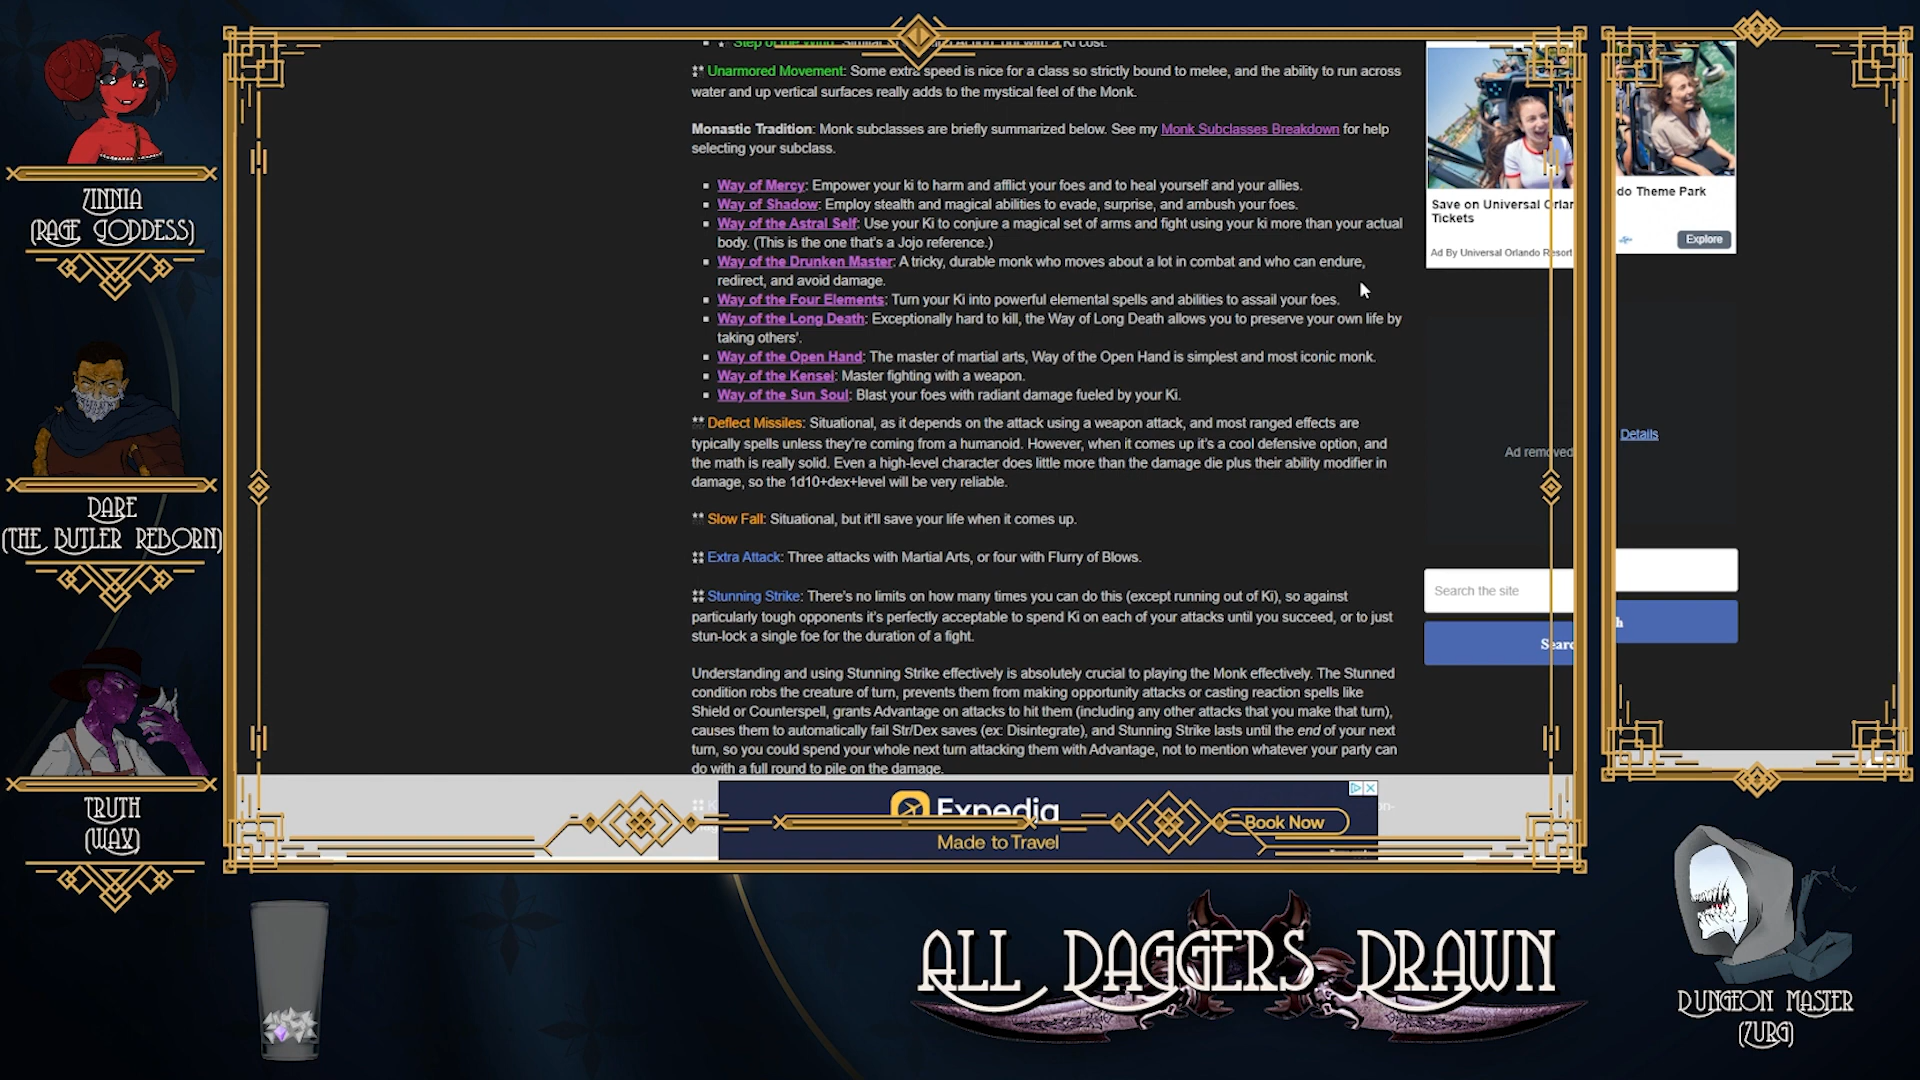 Step of the Wind: Similar
but with a Ki cost.
Unarmored Movement: Some extra speed is nice for a class so strictly bound to melee, and the ability to run across
water and up vertical surfaces really adds to the mystical feel of the Monk.
Monastic Tradition: Monk subclasses are briefly summarized below. See my Monk Subclasses Breakdown for help
selecting your subclass.
Way of Mercy: Empower your ki to harm and afflict your foes and to heal yourself and your allies.
Way of Shadow: Employ stealth and magical abilities to evade, surprise, and ambush your foes.
Way of the Astral Self: Use your Ki to conjure a magical set of arms and fight using your ki more than your actual
body. (This is the one that's a Jojo reference.)
Way of the Drunken Master: A tricky, durable monk who moves about a lot in combat and who can endure,
redirect, and avoid damage.
Way of the Four Elements: Turn your Ki into powerful elemental spells and abilities to assail your foes.
Way of the Long Death: Exceptionally hard to kill, the Way of Long Death allows you to preserve your own life by
taking others'.
Way of the Open Hand: The master of martial arts, Way of the Open Hand is simplest and most iconic monk.
Way of the Kensei: Master fighting with a weapon.
Way of the Sun Soul: Blast your foes with radiant damage fueled by your Ki.
Deflect Missiles: Situational, as it depends on the attack using a weapon attack, and most ranged effects are
typically spells unless they're coming from a humanoid. However, when it comes up it's a cool defensive option, and
the math is really solid. Even a high-level character does little more than the damage die plus their ability modifier in
damage, so the 1d10+dex+level will be very reliable.
Slow Fall: Situational, but it'll save your life when it comes up.
Extra Attack: Three attacks with Martial Arts, or four with Flurry of Blows.
Stunning Strike: There's no limits on how many times you can do this (except running out of Ki), so against
particularly tough opponents it's perfectly acceptable to spend Ki on each of your attacks until you succeed, or to just
stun-lock a single foe for the duration of a fight.
Understanding and using Stunning Strike effectively is absolutely crucial to playing the Monk effectively. The Stunned
condition robs the creature of turn, prevents them from making opportunity attacks or casting reaction spells like
Shield or Counterspell, grants Advantage on attacks to hit them (including any other attacks that you make that turn),
causes them to automatically fail Str/Dex saves (ex: Disintegrate), and Stunning Strike lasts until the end of your next
turn, so you could spend your whole next turn attacking them with Advantage, not to mention whatever your party can
do with a full round to pile on the damage.
Expedia
Made to Travel
Book Now
Save on Universal Orlan
Tickets
Ad By Universal Orlando Resort
Ad removed
Search the site
Searc
do Theme Park
Explore
Details
h
ZINNIA
(RAGE GODDESS)
DARE
(THE BUTLER REBORN)
TRUTH
(WAX)
ALL DAGGERS DRAWN
DUNGEON MASTER
(ZURG)